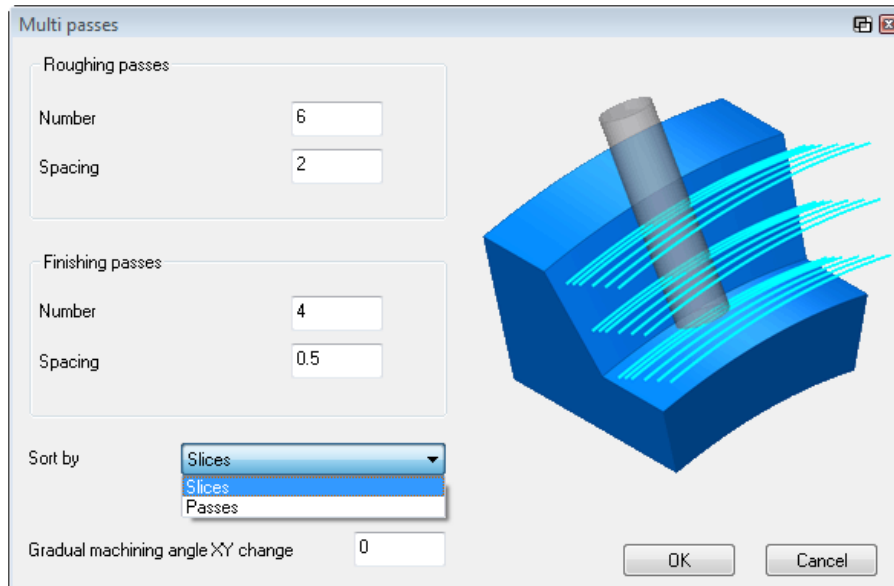 Multi passes
Roughing passes
Number 6
Spacing 2
Finishing passes
Number 4
Spacing 0.5
Sort by Slices
Slices
Passes
Gradual machining angle XY change 0
OK Cancel